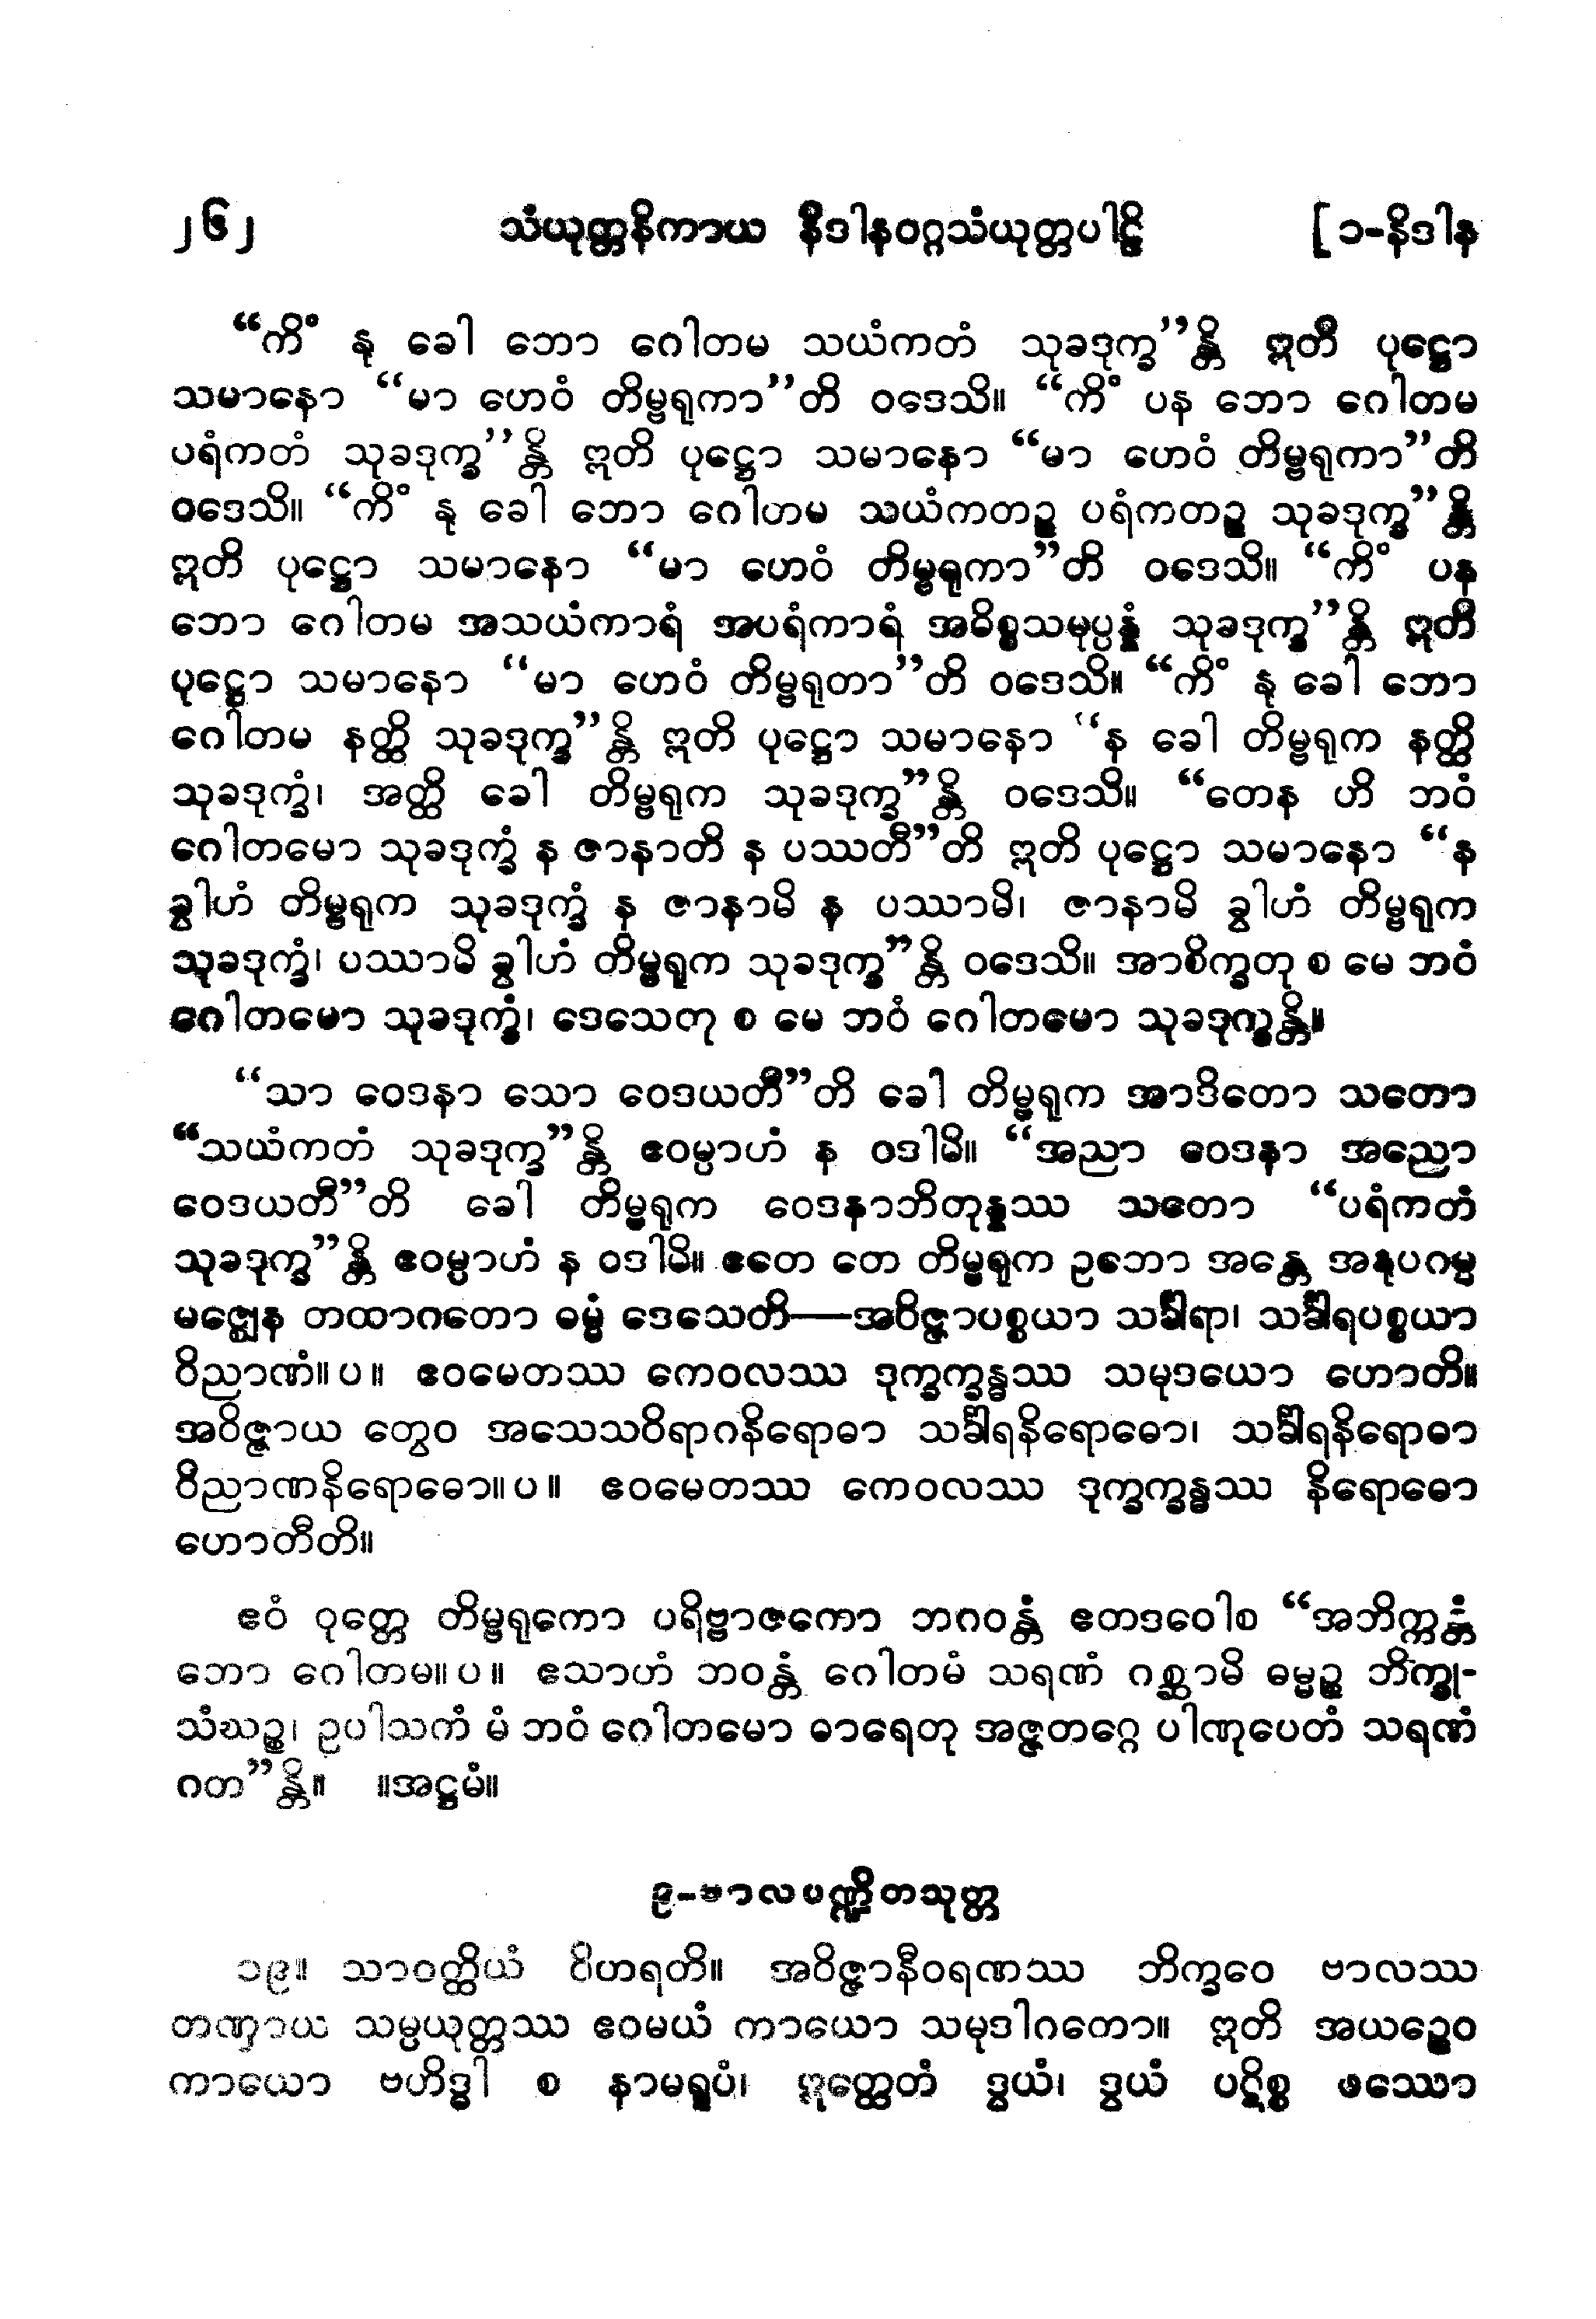 ၂၆၂ သံယုတ္တနိကာယ နိဒါနဝဂ္ဂသံယုတ္တပါဠိ [ ၁-နိဒါန
“ကိံ နု ခေါ ဘော ဂေါတမ သယံကတံ သုခဒုက္ခ”န္တိ ဣတိ ပုဋ္ဌော
သမာနော “မာ ဟေဝံ တိမ္ဗရုကာ”တိ ဝဒေသိ။ “ကိံ ပန ဘော ဂေါတမ
ပရံကတံ သုခဒုက္ခ”န္တိ ဣတိ ပုဋ္ဌော သမာနော “မာ ဟေဝံ တိမ္ဗရုကာ”တိ
ဝဒေသိ။ “ကိံ နု ခေါ ဘော ဂေါတမ သယံကတဉ္စ ပရံကတဉ္စ သုခဒုက္ခ”န္တိ
ဣတိ ပုဋ္ဌော သမာနော “မာ ဟေဝံ တိမ္ဗရုကာ”တိ ဝဒေသိ။ “ကိံ ပန
ဘော ဂေါတမ အသယံကာရံ အပရံကာရံ အဓိစ္စသမုပ္ပန္နံ သုခဒုက္ခ”န္တိ ဣတိ
ပုဋ္ဌော သမာနော “မာ ဟေဝံ တိမ္ဗရုတာ”တိ ဝဒေသိ။ “ကိံ နု ခေါ ဘော
ဂေါတမ နတ္ထိ သုခဒုက္ခ”န္တိ ဣတိ ပုဋ္ဌော သမာနော “န ခေါ တိမ္ဗရုက နတ္ထိ
သုခဒုက္ခံ၊ အတ္ထိ ခေါ တိမ္ဗရုက သုခဒုက္ခ”န္တိ ဝဒေသိ။ “တေန ဟိ ဘဝံ
ဂေါတမော သုခဒုက္ခံ န ဇာနာတိ န ပဿတီ”တိ ဣတိ ပုဋ္ဌော သမာနော “န
ခွါဟံ တိမ္ဗရုက သုခဒုက္ခံ န ဇာနာမိ န ပဿာမိ၊ ဇာနာမိ ခွါဟံ တိမ္ဗရုက
သုခဒုက္ခံ၊ ပဿာမိ ခွါဟံ တိမ္ဗရုက သုခဒုက္ခ”န္တိ ဝဒေသိ။ အာစိက္ခတု စ မေ ဘဝံ
ဂေါတမော သုခဒုက္ခံ၊ ဒေသေတု စ မေ ဘဝံ ဂေါတမော သုခဒုက္ခန္တိ။
“သာ ဝေဒနာ သော ဝေဒယတီ”တိ ခေါ တိမ္ဗရုက အာဒိတော သတော
“သယံကတံ သုခဒုက္ခ”န္တိ ဧဝမ္ပာဟံ န ဝဒါမိ။ “အညာ ဝေဒနာ အညော
ဝေဒယတီ”တိ ခေါ တိမ္ဗရုက ဝေဒနာဘိတုန္နဿ သတော “ပရံကတံ
သုခဒုက္ခ”န္တိ ဧဝမ္ပာဟံ န ဝဒါမိ။ ဧတေ တေ တိမ္ဗရုက ဥဘော အန္တေ အနုပဂမ္မ
မဇ္ဈေန တထာဂတော ဓမ္မံ ဒေသေတိ—အဝိဇ္ဇာပစ္စယာ သင်္ခါရာ၊ သင်္ခါရပစ္စယာ
ဝိညာဏံ။ပ။ ဧဝမေတဿ ကေဝလဿ ဒုက္ခက္ခန္ဓဿ သမုဒယော ဟောတိ။
အဝိဇ္ဇာယ တွေဝ အသေသဝိရာဂနိရောဓာ သင်္ခါရနိရောဓော၊ သင်္ခါရနိရောဓာ
ဝိညာဏနိရောဓော။ပ။ ဧဝမေတဿ ကေဝလဿ ဒုက္ခက္ခန္ဓဿ နိရောဓော
ဟောတီတိ။
ဧဝံ ဝုတ္တေ တိမ္ဗရုကော ပရိဗ္ဗာဇကော ဘဂဝန္တံ ဧတဒဝေါစ “အဘိက္ကန္တံ
ဘော ဂေါတမ။ပ။ ဧသာဟံ ဘဝန္တံ ဂေါတမံ သရဏံ ဂစ္ဆာမိ ဓမ္မဉ္စ ဘိက္ခု-
သံဃဉ္စ၊ ဥပါသကံ မံ ဘဝံ ဂေါတမော ဓာရေတု အဇ္ဇတဂ္ဂေ ပါဏုပေတံ သရဏံ
ဂတ”န္တိ။ ။အဋ္ဌမံ။
၉-ဗာလပဏ္ဍိတသုတ္တ
၁၉။ သာဝတ္ထိယံ ဝိဟရတိ။ အဝိဇ္ဇာနီဝရဏဿ ဘိက္ခဝေ ဗာလဿ
တဏှာယ သမ္ပယုတ္တဿ ဧဝမယံ ကာယော သမုဒါဂတော။ ဣတိ အယဉ္စေဝ
ကာယော ဗဟိဒ္ဓါ စ နာမရူပံ၊ ဣတ္ထေတံ ဒွယံ၊ ဒွယံ ပဋိစ္စ ဖဿော